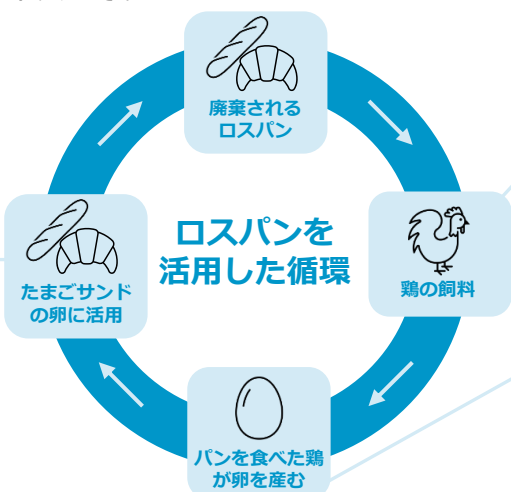 廃棄される
ロスパン
ロスパンを
活用した循環
鶏の飼料
パンを食べた鶏
が卵を産む
たまごサンド
の卵に活用